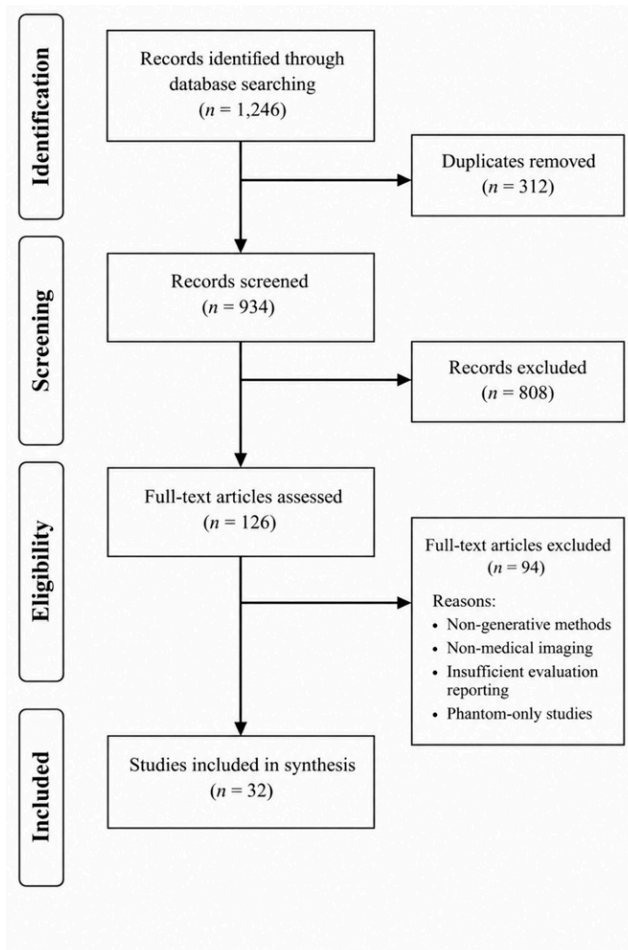 Identification
Records identified through
database searching
(n = 1,246)
Duplicates removed
(n = 312)
Screening
Records screened
(n = 934)
Records excluded
(n = 808)
Eligibility
Full-text articles assessed
(n = 126)
Full-text articles excluded
(n = 94)
Reasons:
• Non-generative methods
• Non-medical imaging
• Insufficient evaluation
reporting
• Phantom-only studies
Included
Studies included in synthesis
(n = 32)